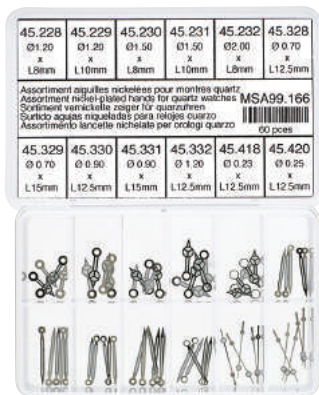 45.228 45.229 45.230 45.231 45.232 45.328
Ø1.20 Ø1.20 Ø1.50 Ø1.50 Ø2.00 Ø 0.70
x x x x x x
L8mm L10mm L8mm L10mm L8mm L12.5mm
Assortiment aiguilles nickelées pour montres quartz
Assortment nickel-plated hands for quartz watches MSA99.166
Sortiment vernickelte zeiger für quarzuhren
Surtido agujas niqueladas para relojes cuarzo
Assortimento lancette nichelate per orologi quarzo 60 pces
45.329 45.330 45.331 45.332 45.418 45.420
Ø 0.70 Ø 0.90 Ø 0.90 Ø 1.20 Ø 0.23 Ø 0.25
x x x x x x
L15mm L12.5mm L15mm L12.5mm L12.5mm L12.5mm